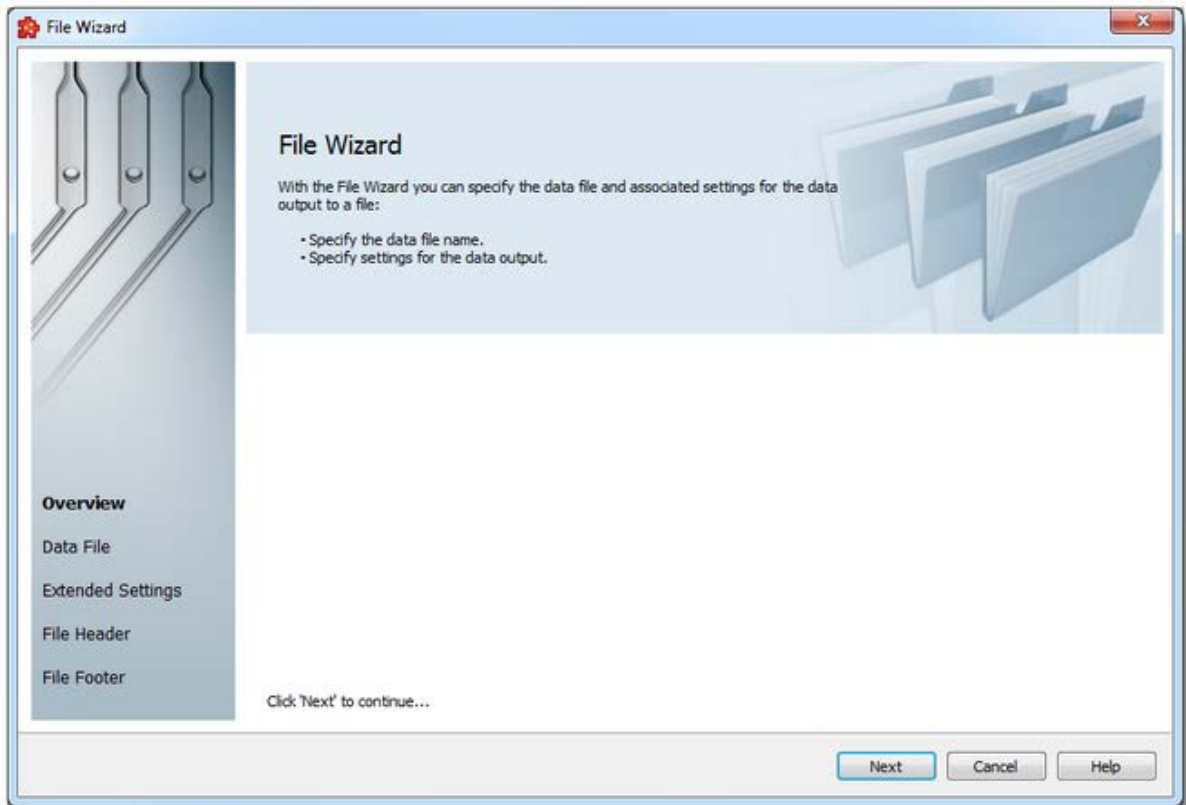 File Wizard
File Wizard
With the File Wizard you can specify the data file and associated settings for the data
output to a file:
• Specify the data file name.
• Specify settings for the data output.
Overview
Data File
Extended Settings
File Header
File Footer
Click 'Next' to continue...
Next
Cancel
Help